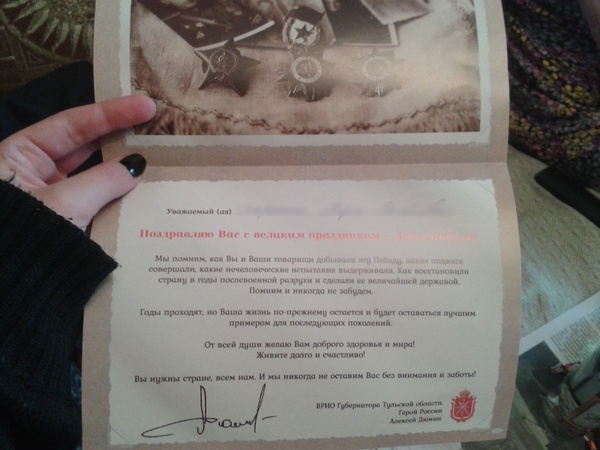 Уважаемый (ая)
Поздравляю Вас с великим праздником –
Мы помним, как Вы и Ваши товарищи добывали эту Победу, какие подвиги
совершали, какие нечеловеческие испытания выдерживали. Как восстановили
страну в годы послевоенной разрухи и сделали ее величайшей державой.
Помним и никогда не забудем.
Годы проходят, но Ваша жизнь по-прежнему остается и будет оставаться лучшим
примером для последующих поколений.
От всей души желаю Вам доброго здоровья и мира!
Живите долго и счастливо!
Вы нужны стране, всем нам. И мы никогда не оставим Вас без внимания и заботы!
ВРИО Губернатора Тульской области,
Герой России
Алексей Дюмин